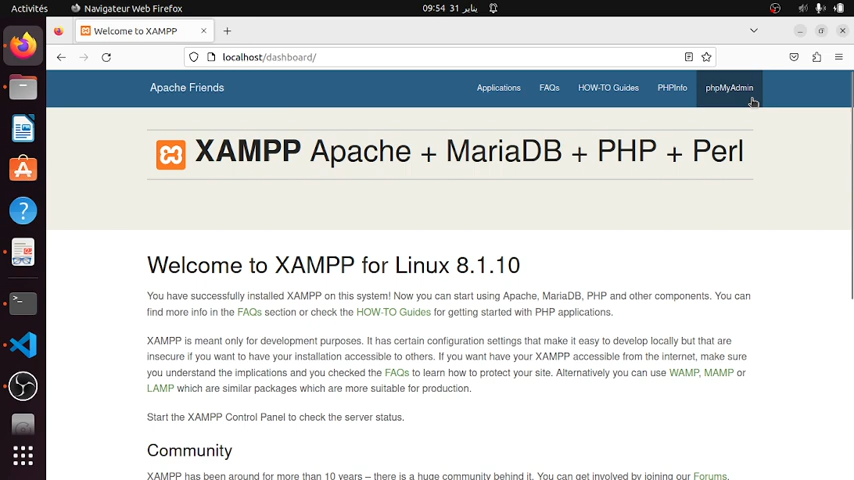 Activités
Navigateur Web Firefox
09:54 31 يناير
Welcome to XAMPP
localhost/dashboard/
Apache Friends
Applications
FAQs
HOW-TO Guides
PHPInfo
phpMyAdmin
XAMPP Apache + MariaDB + PHP + Perl
Welcome to XAMPP for Linux 8.1.10
You have successfully installed XAMPP on this system! Now you can start using Apache, MariaDB, PHP and other components. You can
find more info in the FAQs section or check the HOW-TO Guides for getting started with PHP applications.
XAMPP is meant only for development purposes. It has certain configuration settings that make it easy to develop locally but that are
insecure if you want to have your installation accessible to others. If you want have your XAMPP accessible from the internet, make sure
you understand the implications and you checked the FAQs to learn how to protect your site. Alternatively you can use WAMP, MAMP or
LAMP which are similar packages which are more suitable for production.
Start the XAMPP Control Panel to check the server status.
Community
XAMPP has been around for more than 10 years – there is a huge community behind it. You can get involved by joining our Forums,